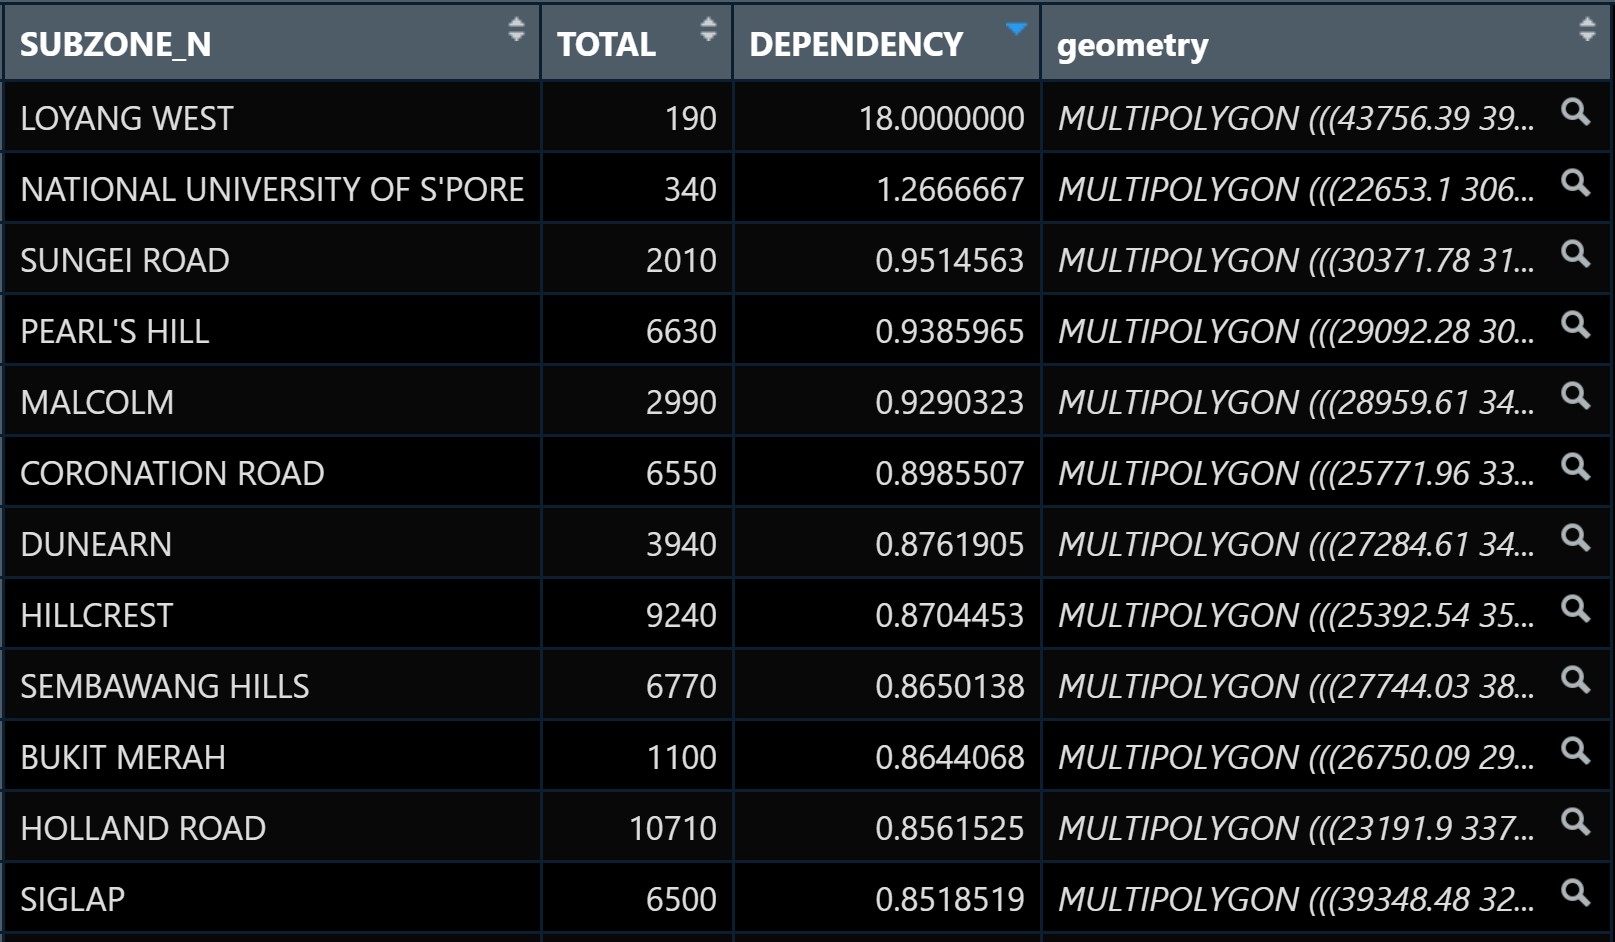 SUBZONE_N TOTAL DEPENDENCY geometry
LOYANG WEST 190 18.0000000 MULTIPOLYGON (((43756.39 39...
NATIONAL UNIVERSITY OF S'PORE 340 1.2666667 MULTIPOLYGON (((22653.1 306...
SUNGEI ROAD 2010 0.9514563 MULTIPOLYGON (((30371.78 31...
PEARL'S HILL 6630 0.9385965 MULTIPOLYGON (((29092.28 30...
MALCOLM 2990 0.9290323 MULTIPOLYGON (((28959.61 34...
CORONATION ROAD 6550 0.8985507 MULTIPOLYGON (((25771.96 33...
DUNEARN 3940 0.8761905 MULTIPOLYGON (((27284.61 34...
HILLCREST 9240 0.8704453 MULTIPOLYGON (((25392.54 35...
SEMBAWANG HILLS 6770 0.8650138 MULTIPOLYGON (((27744.03 38...
BUKIT MERAH 1100 0.8644068 MULTIPOLYGON (((26750.09 29...
HOLLAND ROAD 10710 0.8561525 MULTIPOLYGON (((23191.9 337...
SIGLAP 6500 0.8518519 MULTIPOLYGON (((39348.48 32...